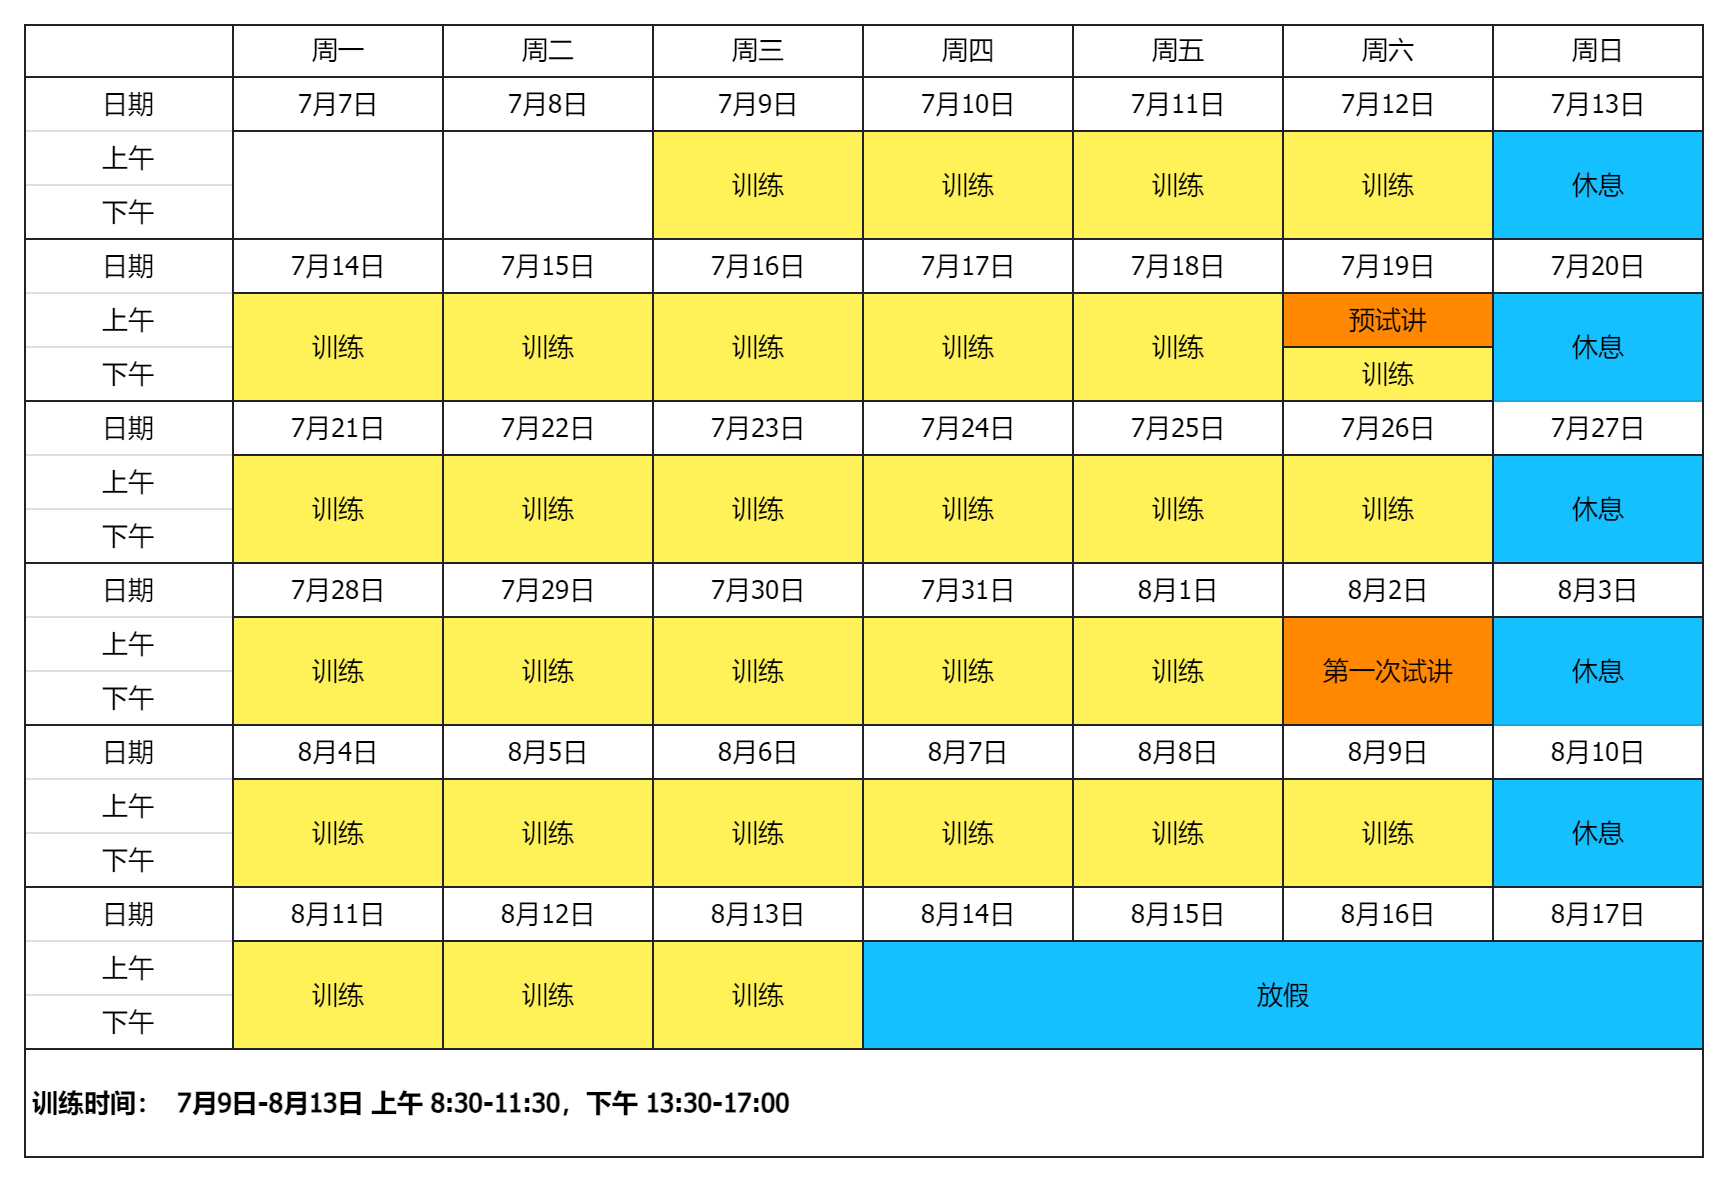 周一 周二 周三 周四 周五 周六 周日
日期 7月7日 7月8日 7月9日 7月10日 7月11日 7月12日 7月13日
上午
训练 训练 训练 训练 休息
下午
日期 7月14日 7月15日 7月16日 7月17日 7月18日 7月19日 7月20日
上午 预试讲
训练 训练 训练 训练 训练 休息
下午 训练
日期 7月21日 7月22日 7月23日 7月24日 7月25日 7月26日 7月27日
上午
训练 训练 训练 训练 训练 训练 休息
下午
日期 7月28日 7月29日 7月30日 7月31日 8月1日 8月2日 8月3日
上午
训练 训练 训练 训练 训练 第一次试讲 休息
下午
日期 8月4日 8月5日 8月6日 8月7日 8月8日 8月9日 8月10日
上午
训练 训练 训练 训练 训练 训练 休息
下午
日期 8月11日 8月12日 8月13日 8月14日 8月15日 8月16日 8月17日
上午
训练 训练 训练 放假
下午
训练时间： 7月9日-8月13日 上午 8:30-11:30，下午 13:30-17:00